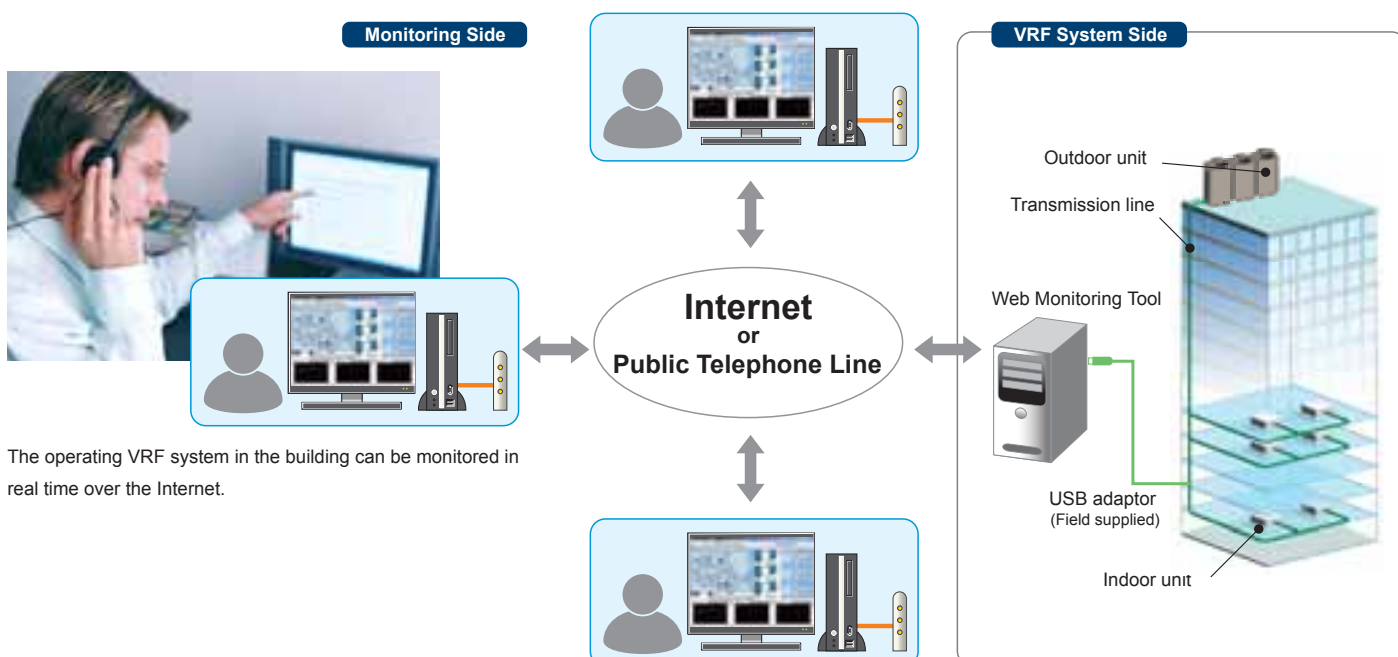 Monitoring Side
VRF System Side
Outdoor unit
Transmission line
Web Monitoring Tool
Internet
or
Public Telephone Line
The operating VRF system in the building can be monitored in
real time over the Internet.
USB adaptor
(Field supplied)
Indoor unit